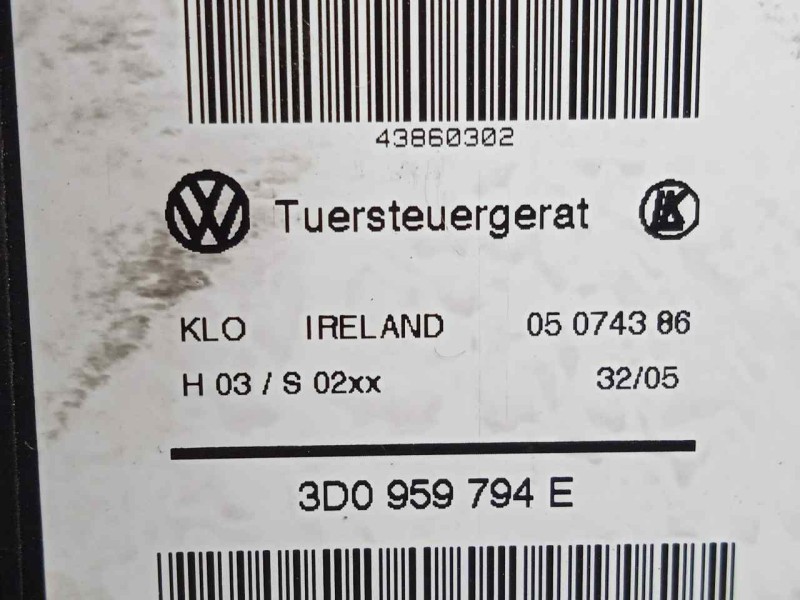 43860302
Tuersteuergerat
KLO IRELAND 05 0743 86
H 03 / S 02xx 32/05
3D0 959 794 E